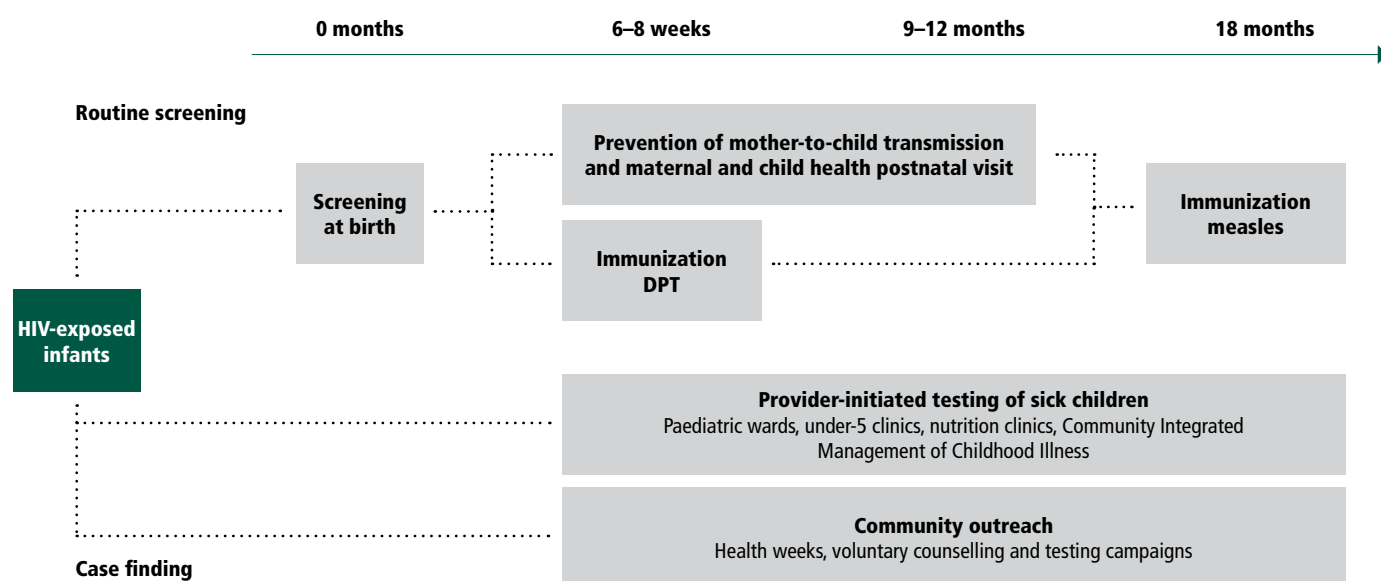 0 months
6–8 weeks
9–12 months
18 months
Routine screening
Prevention of mother-to-child transmission
and maternal and child health postnatal visit
Screening
at birth
Immunization
measles
Immunization
DPT
HIV-exposed
infants
Provider-initiated testing of sick children
Paediatric wards, under-5 clinics, nutrition clinics, Community Integrated
Management of Childhood Illness
Community outreach
Health weeks, voluntary counselling and testing campaigns
Case finding